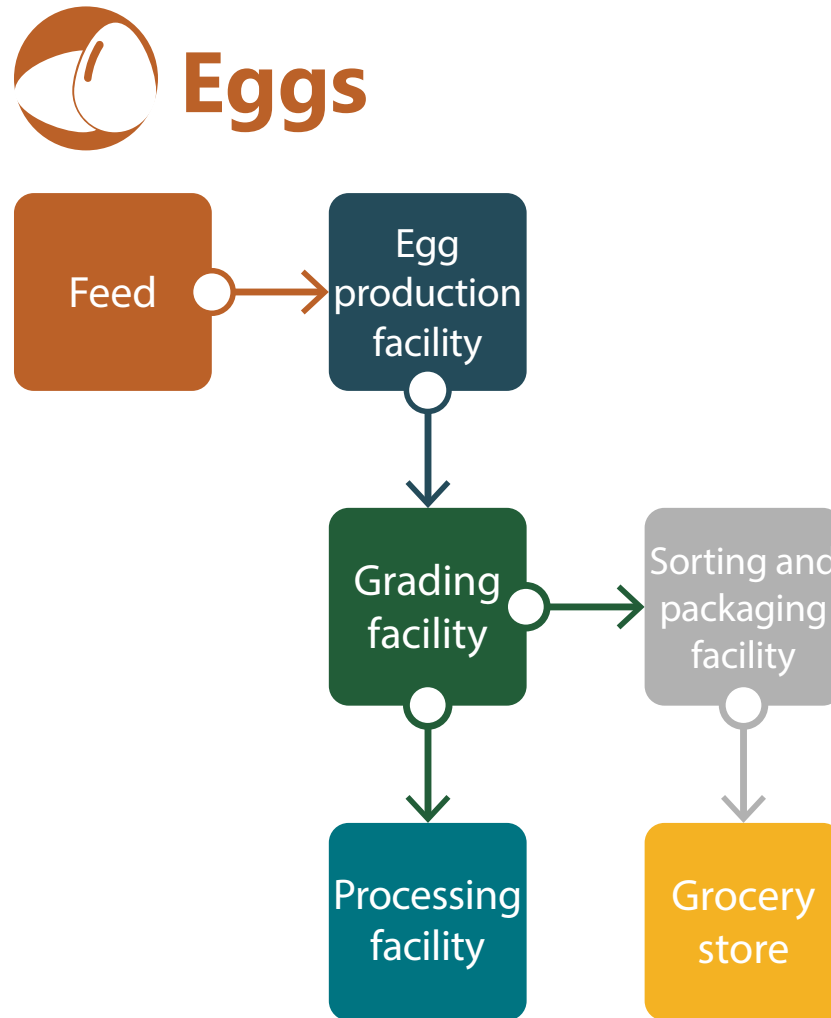 Eggs
Feed
Egg
production
facility
Grading
facility
Sorting and
packaging
facility
Processing
facility
Grocery
store